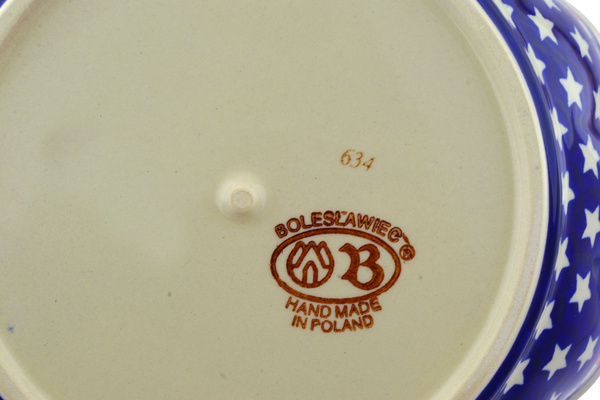 634
BOLESŁAWIEC ®
B
HAND MADE
IN POLAND